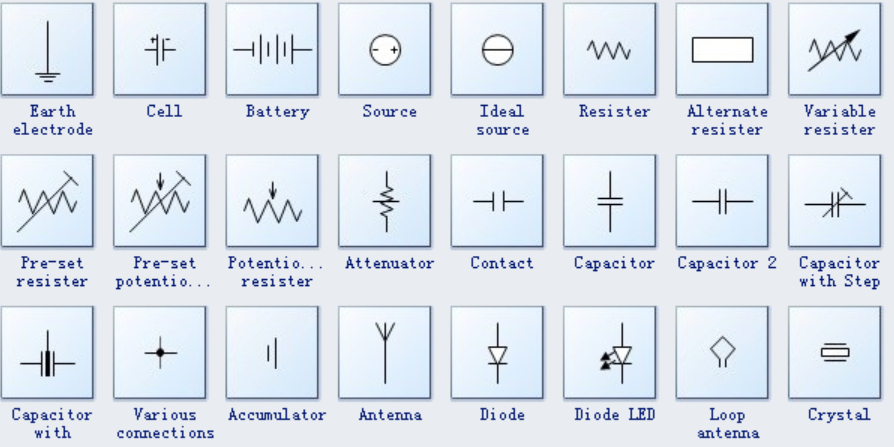 Earth
electrode
Cell
Battery
Source
Ideal
source
Resister
Alternate
resister
Variable
resister
Pre-set
resister
Pre-set
potentio...
Potentio...
resister
Attenuator
Contact
Capacitor
Capacitor 2
Capacitor
with Step
Capacitor
with
Various
connections
Accumulator
Antenna
Diode
Diode LED
Loop
antenna
Crystal